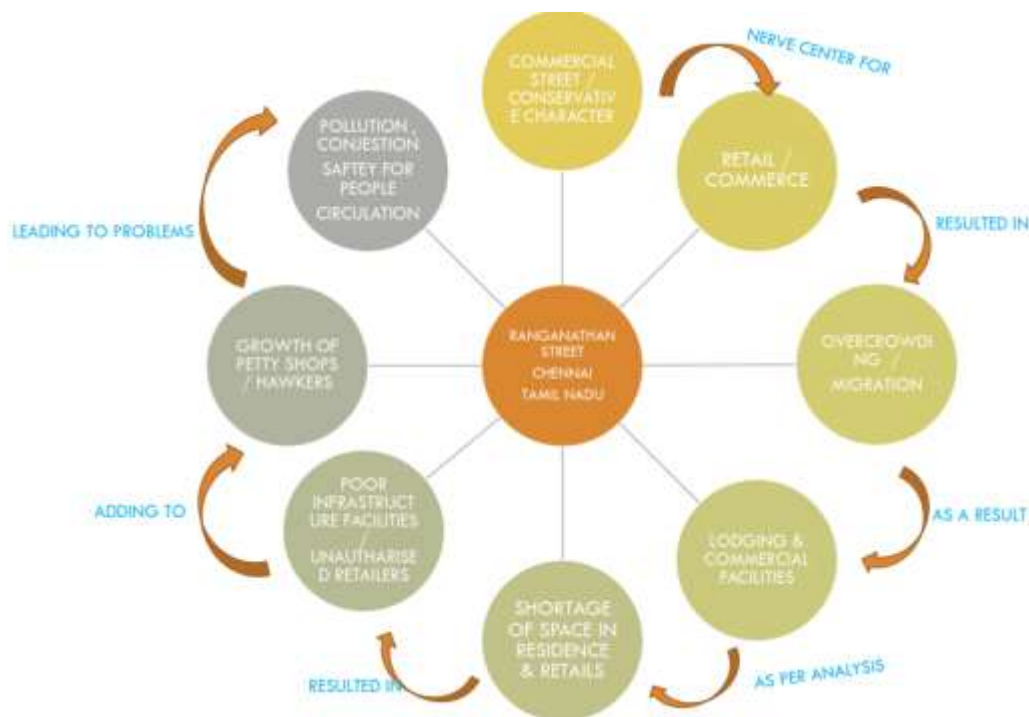 COMMERCIAL
STREET /
CONSERVATIV
E CHARACTER
NERVE CENTER FOR
RETAIL /
COMMERCE
RESULTED IN
OVERCROWDI
NG /
MIGRATION
AS A RESULT
LODGING &
COMMERCIAL
FACILITIES
AS PER ANALYSIS
SHORTAGE
OF SPACE IN
RESIDENCE
& RETAILS
RESULTED IN
POOR
INFRASTRUCT
URE FACILITIES
/
UNAUTHARISE
D RETAILERS
ADDING TO
GROWTH OF
PETTY SHOPS
/ HAWKERS
LEADING TO PROBLEMS
POLLUTION ,
CONJESTION
SAFTEY FOR
PEOPLE
CIRCULATION
RANGANATHAN
STREET
CHENNAI
TAMIL NADU